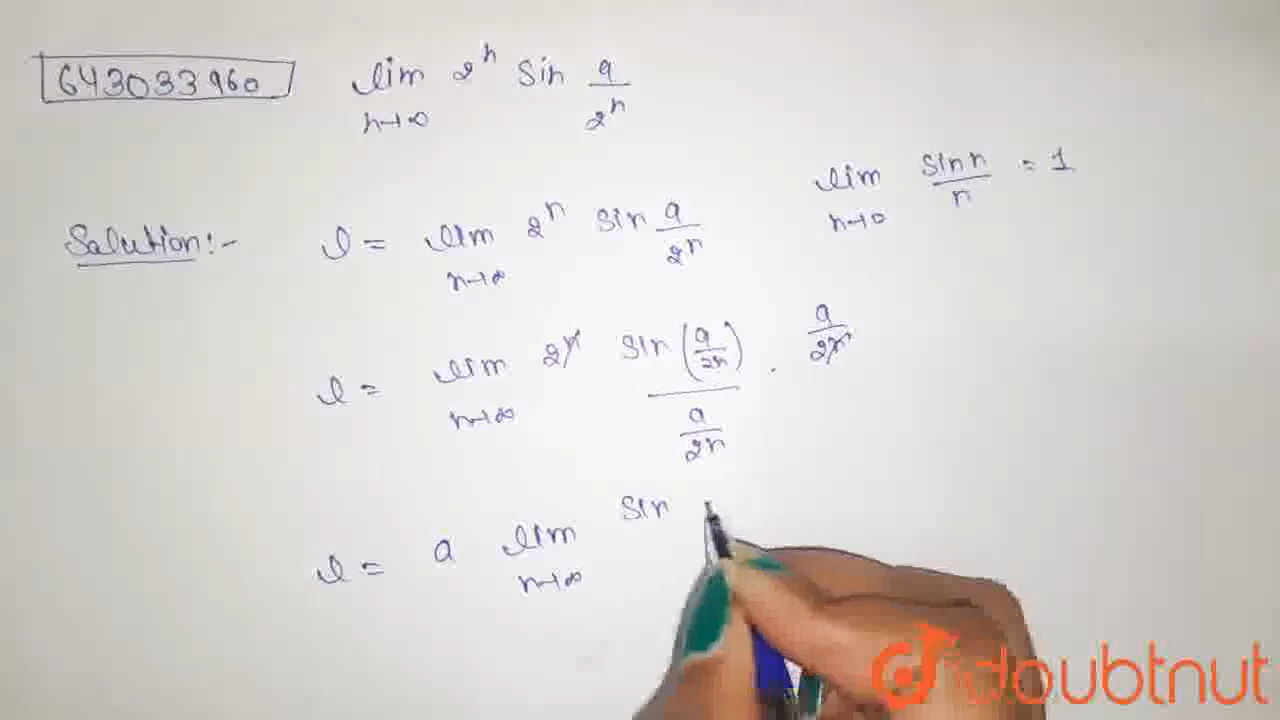 643033960 lim n→∞ 2^n sin a/2^n
lim n→0 sin n/n = 1
Solution:- l = lim n→∞ 2^n sin a/2^n
l = lim n→∞ 2^n sin(a/2^n)/(a/2^n) · a/2^n
l = a lim n→∞ sin
doubtnut